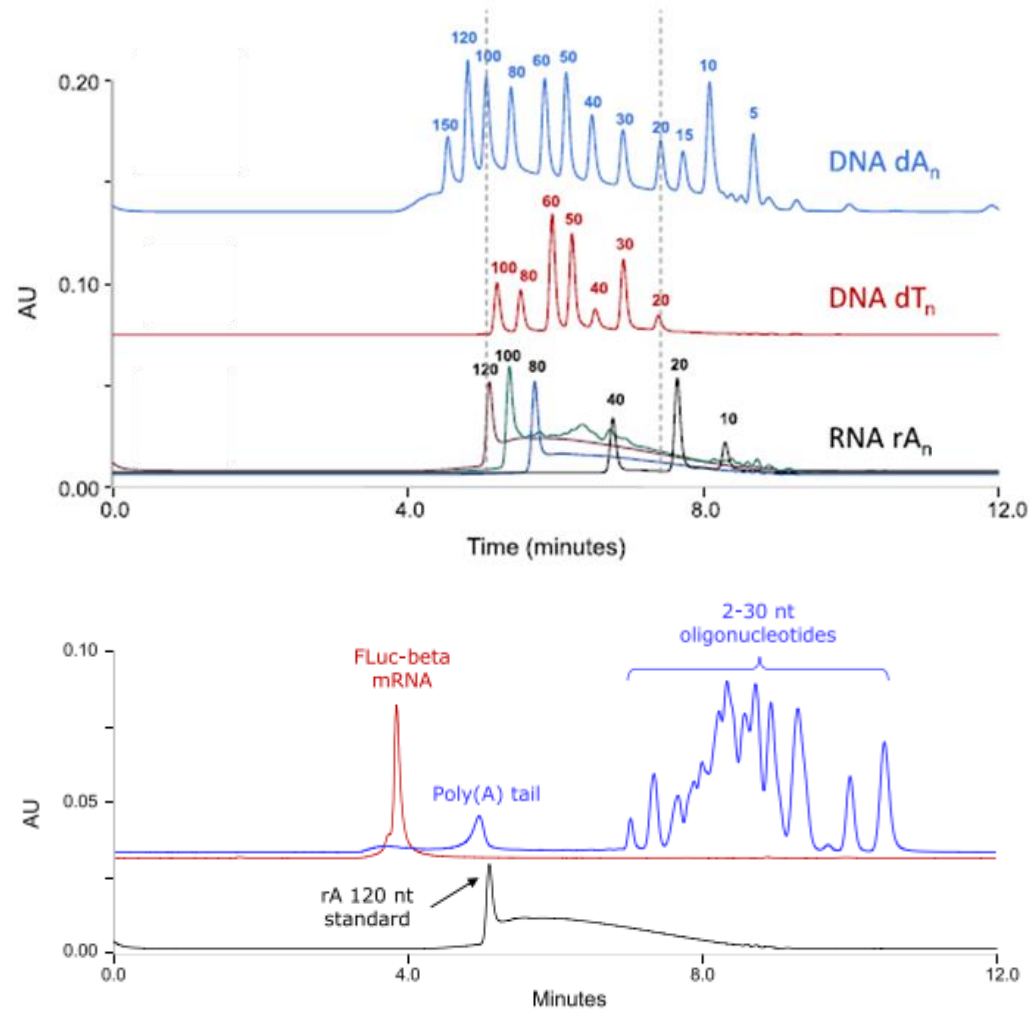 120
100
80
60
50
40
30
20
15
10
5
150
0.20
DNA dAn
60
50
100
80
40
30
20
0.10
DNA dTn
AU
120
100
80
40
20
10
RNA rAn
0.00
0.0
4.0
8.0
12.0
Time (minutes)
2-30 nt
oligonucleotides
0.10
FLuc-beta
mRNA
Poly(A) tail
0.05
AU
rA 120 nt
standard
0.00
0.0
4.0
8.0
12.0
Minutes